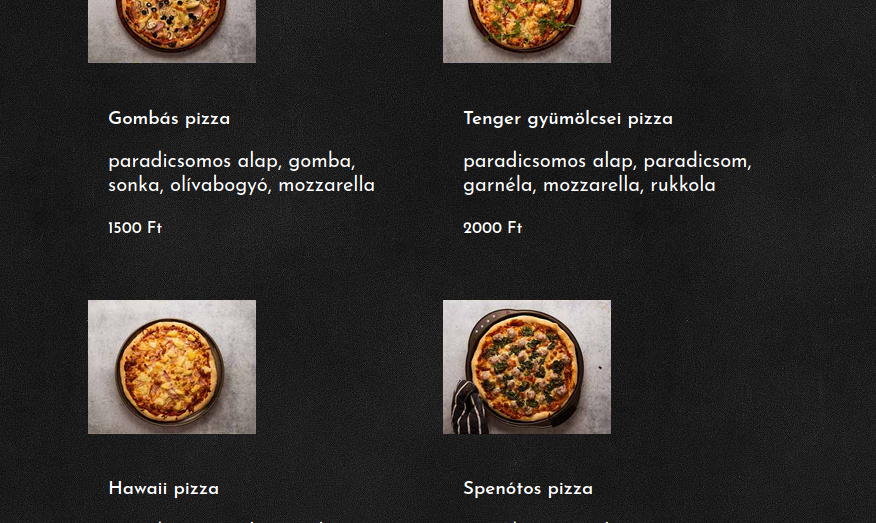 Gombás pizza
paradicsomos alap, gomba,
sonka, olívabogyó, mozzarella
1500 Ft
Tenger gyümölcsei pizza
paradicsomos alap, paradicsom,
garnéla, mozzarella, rukkola
2000 Ft
Hawaii pizza
Spenótos pizza